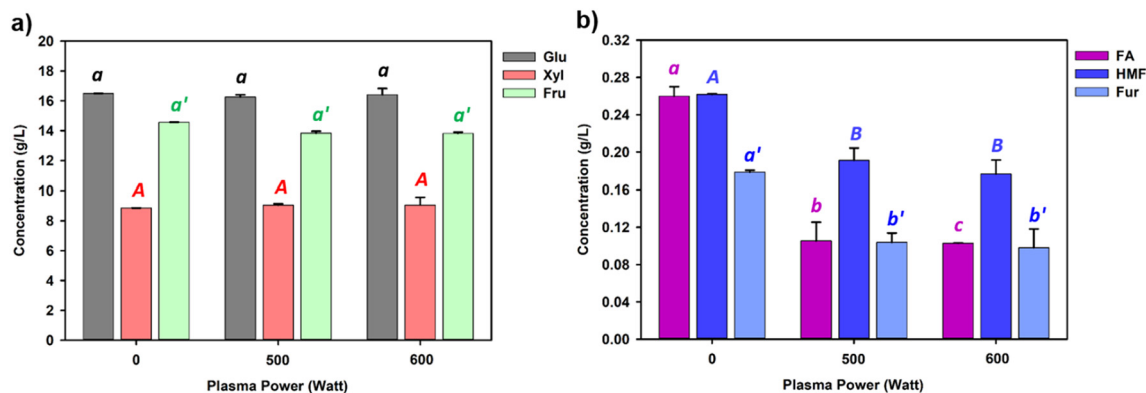 a)
Concentration (g/L)
20
18
16
14
12
10
8
6
4
2
0
a
A
a'
a
A
a'
a
A
a'
0
500
600
Plasma Power (Watt)
Glu
Xyl
Fru
b)
Concentration (g/L)
0.32
0.28
0.24
0.20
0.16
0.12
0.08
0.04
0.00
a
A
a'
b
B
b'
c
B
b'
0
500
600
Plasma Power (Watt)
FA
HMF
Fur